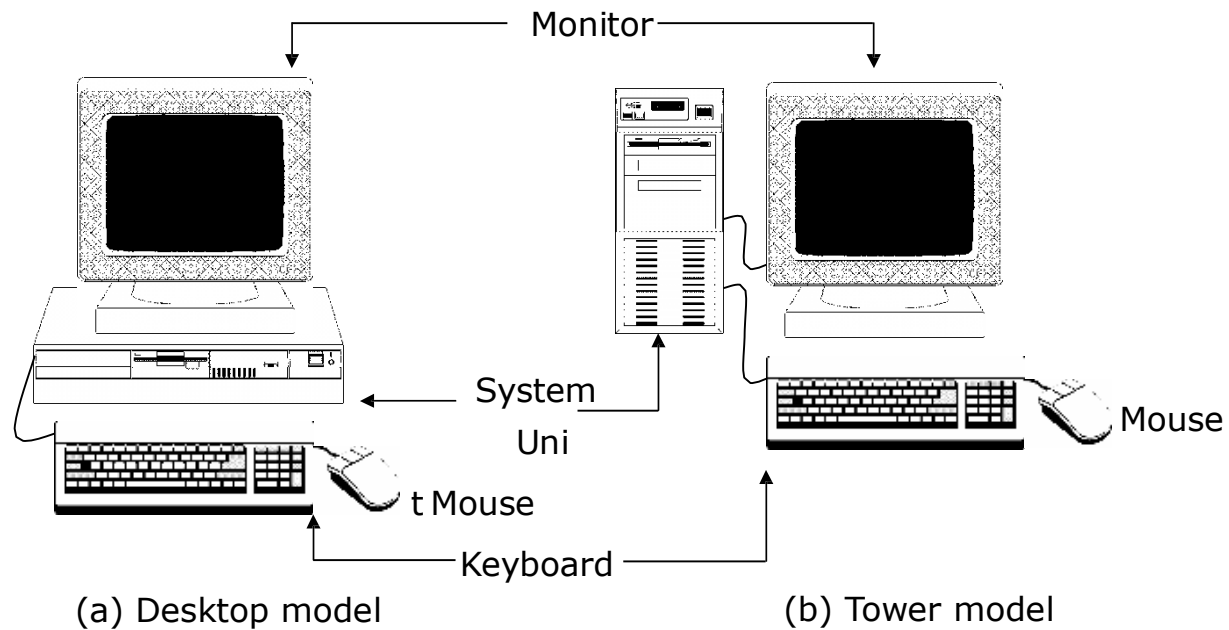 Monitor
System
Uni
Mouse
t Mouse
Keyboard
(a) Desktop model
(b) Tower model